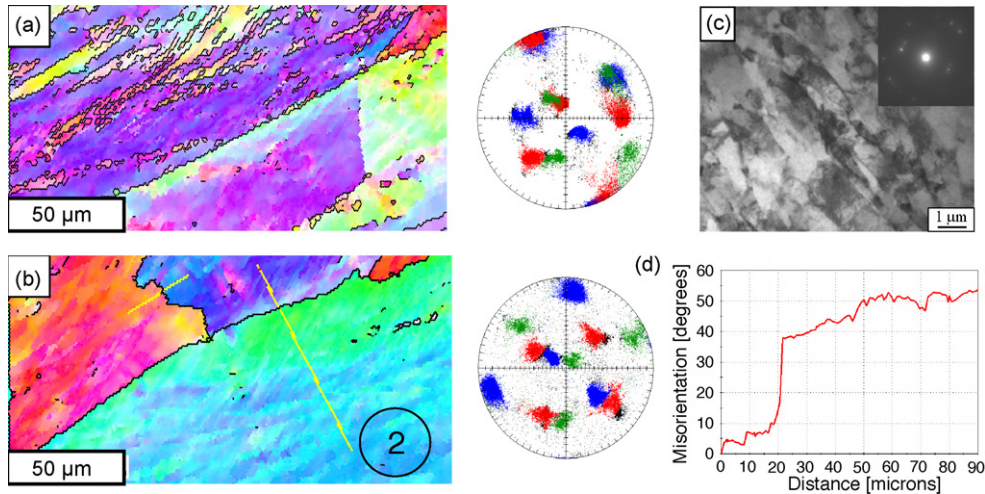 (a)
50 µm
(c)
1 µm
(b)
50 µm
2
(d)
Misorientation [degrees]
60
50
40
30
20
10
0
0 10 20 30 40 50 60 70 80 90
Distance [microns]